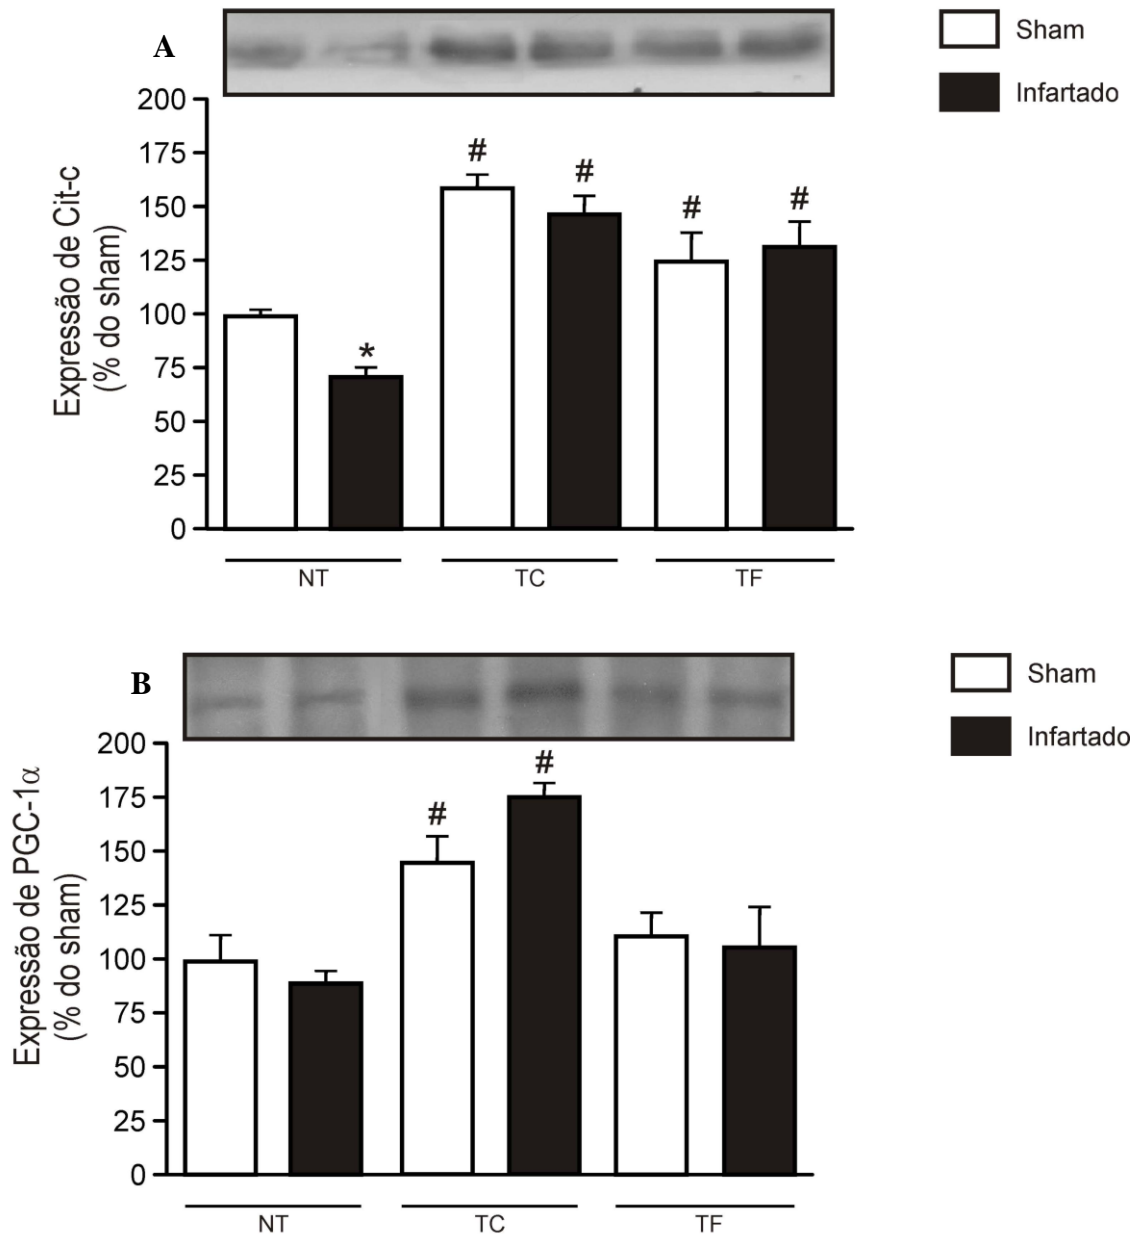 A
Sham
Infartado
Expressão de Cit-c
(% do sham)
200
175
150
125
100
75
50
25
0
*
#
#
#
#
NT
TC
TF
B
Sham
Infartado
Expressão de PGC-1α
(% do sham)
200
175
150
125
100
75
50
25
0
#
#
NT
TC
TF